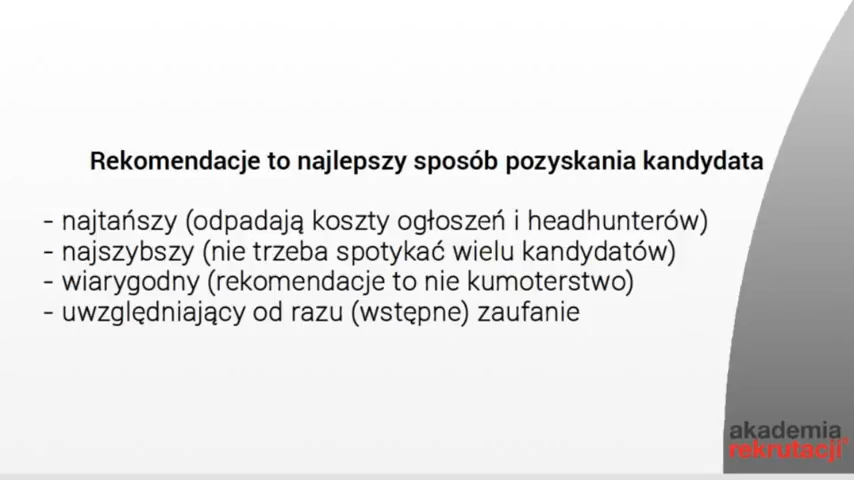 Rekomendacje to najlepszy sposób pozyskania kandydata
- najtańszy (odpadają koszty ogłoszeń i headhunterów)
- najszybszy (nie trzeba spotykać wielu kandydatów)
- wiarygodny (rekomendacje to nie kumoterstwo)
- uwzględniający od razu (wstępne) zaufanie
akademia
rekrutacji